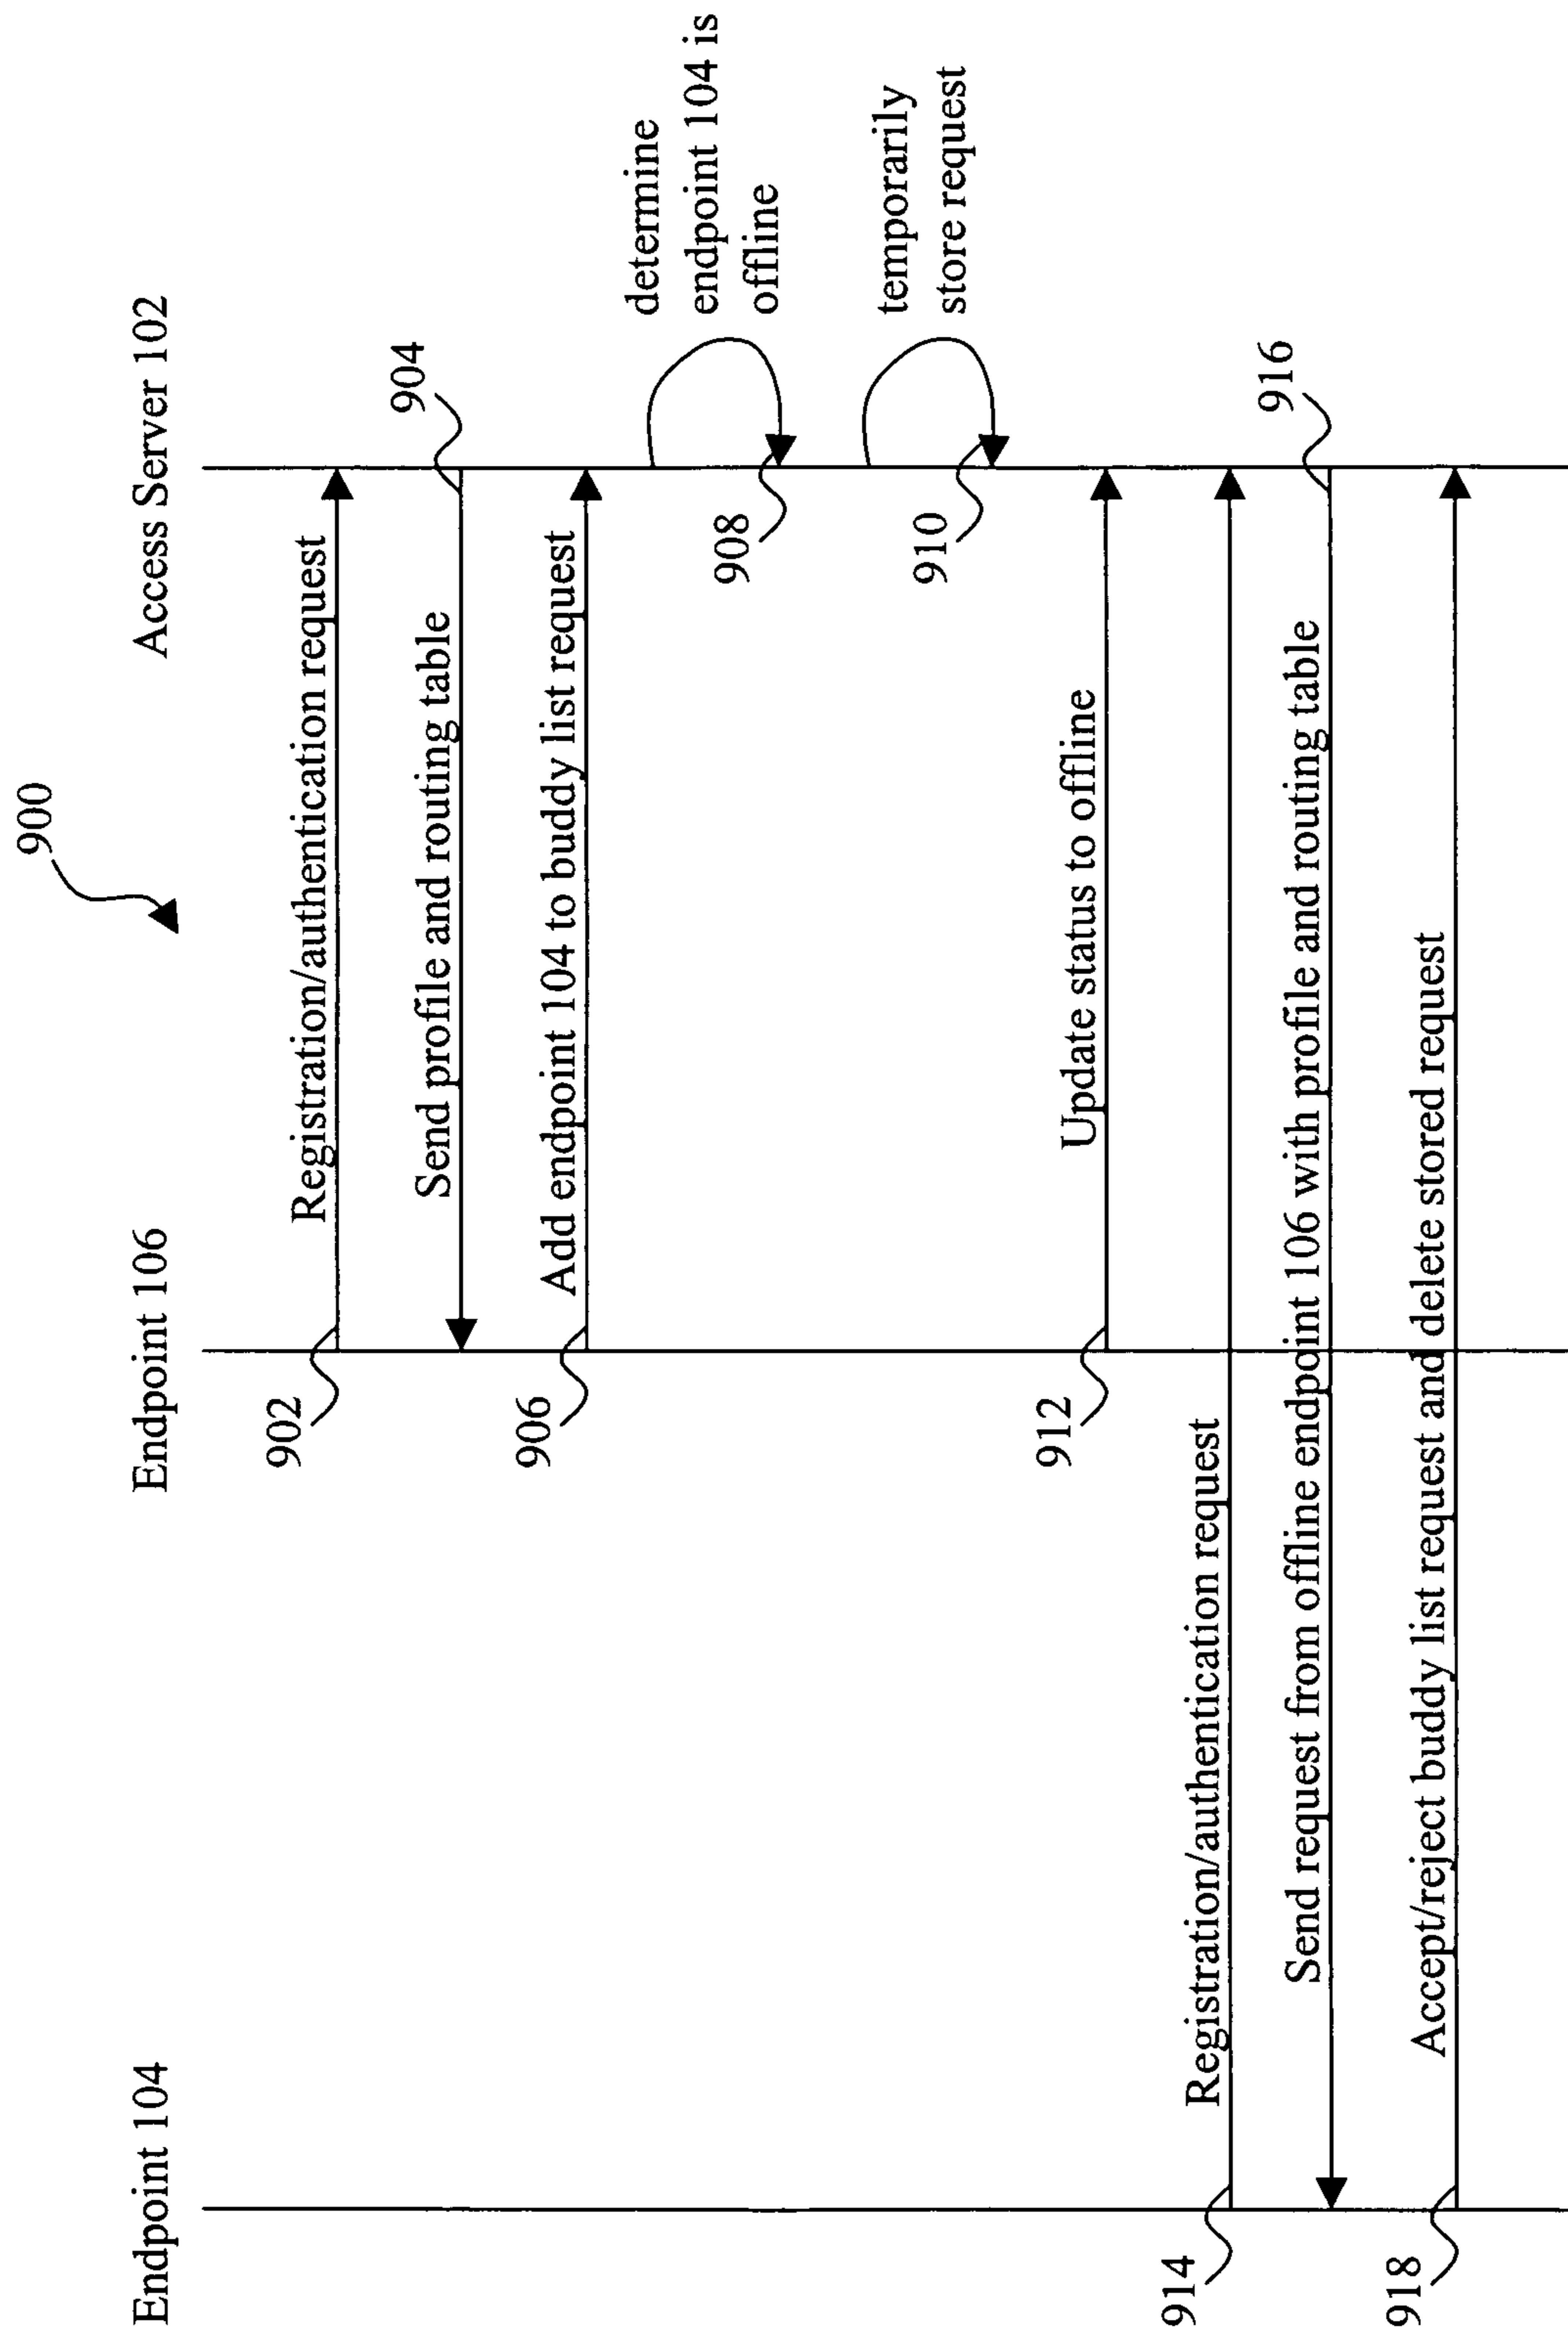 900
Endpoint 104
Endpoint 106
Access Server 102
902
Registration/authentication request
904
Send profile and routing table
906
Add endpoint 104 to buddy list request
determine
endpoint 104 is
offline
908
temporarily
store request
910
912
Update status to offline
914
Registration/authentication request
916
Send request from offline endpoint 106 with profile and routing table
918
Accept/reject buddy list request and delete stored request